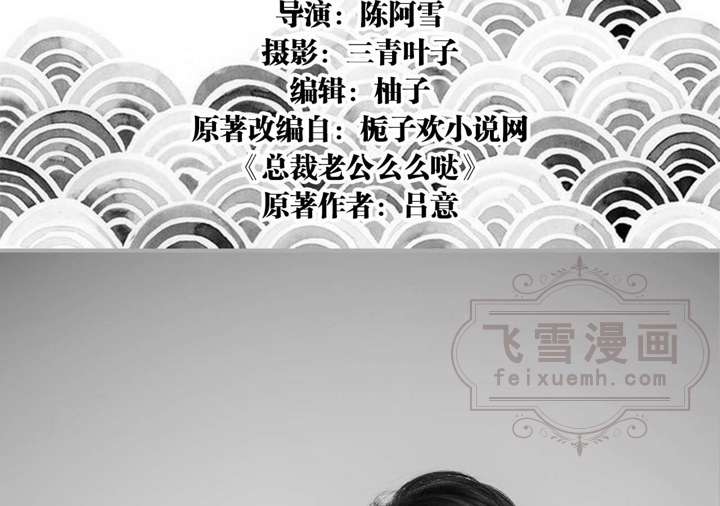 导演：陈阿雪
摄影：三青叶子
编辑：柚子
原著改编自：栀子欢小说网
《总裁老公么么哒》
原著作者：吕意
飞雪漫画
feixuemh.com